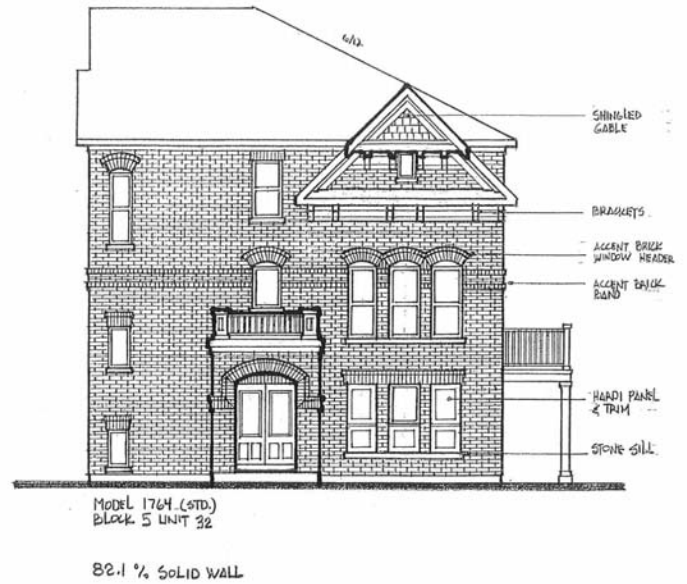 6/12
SHINGLED
GABLE
BRACKETS
ACCENT BRICK
WINDOW HEADER
ACCENT BRICK
BAND
HARDI PANEL
& TRIM
STONE SILL
MODEL 1764 (STD.)
BLOCK 5 UNIT 32
82.1 % SOLID WALL